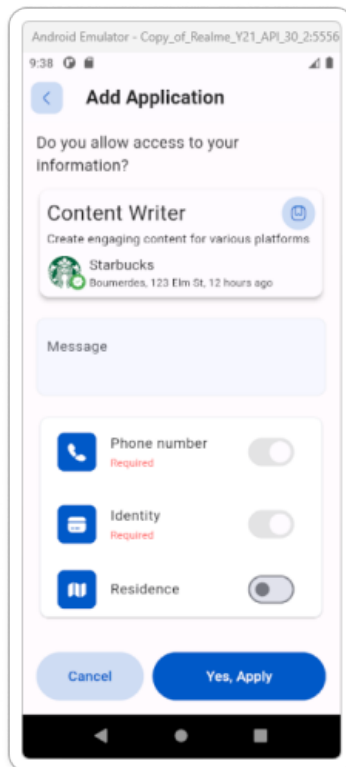 Android Emulator - Copy_of_Realme_Y21_API_30_2:5556
9:38
Add Application
Do you allow access to your
information?
Content Writer
Create engaging content for various platforms
Starbucks
Boumerdes, 123 Elm St, 12 hours ago
Message
Phone number
Required
Identity
Required
Residence
Cancel
Yes, Apply